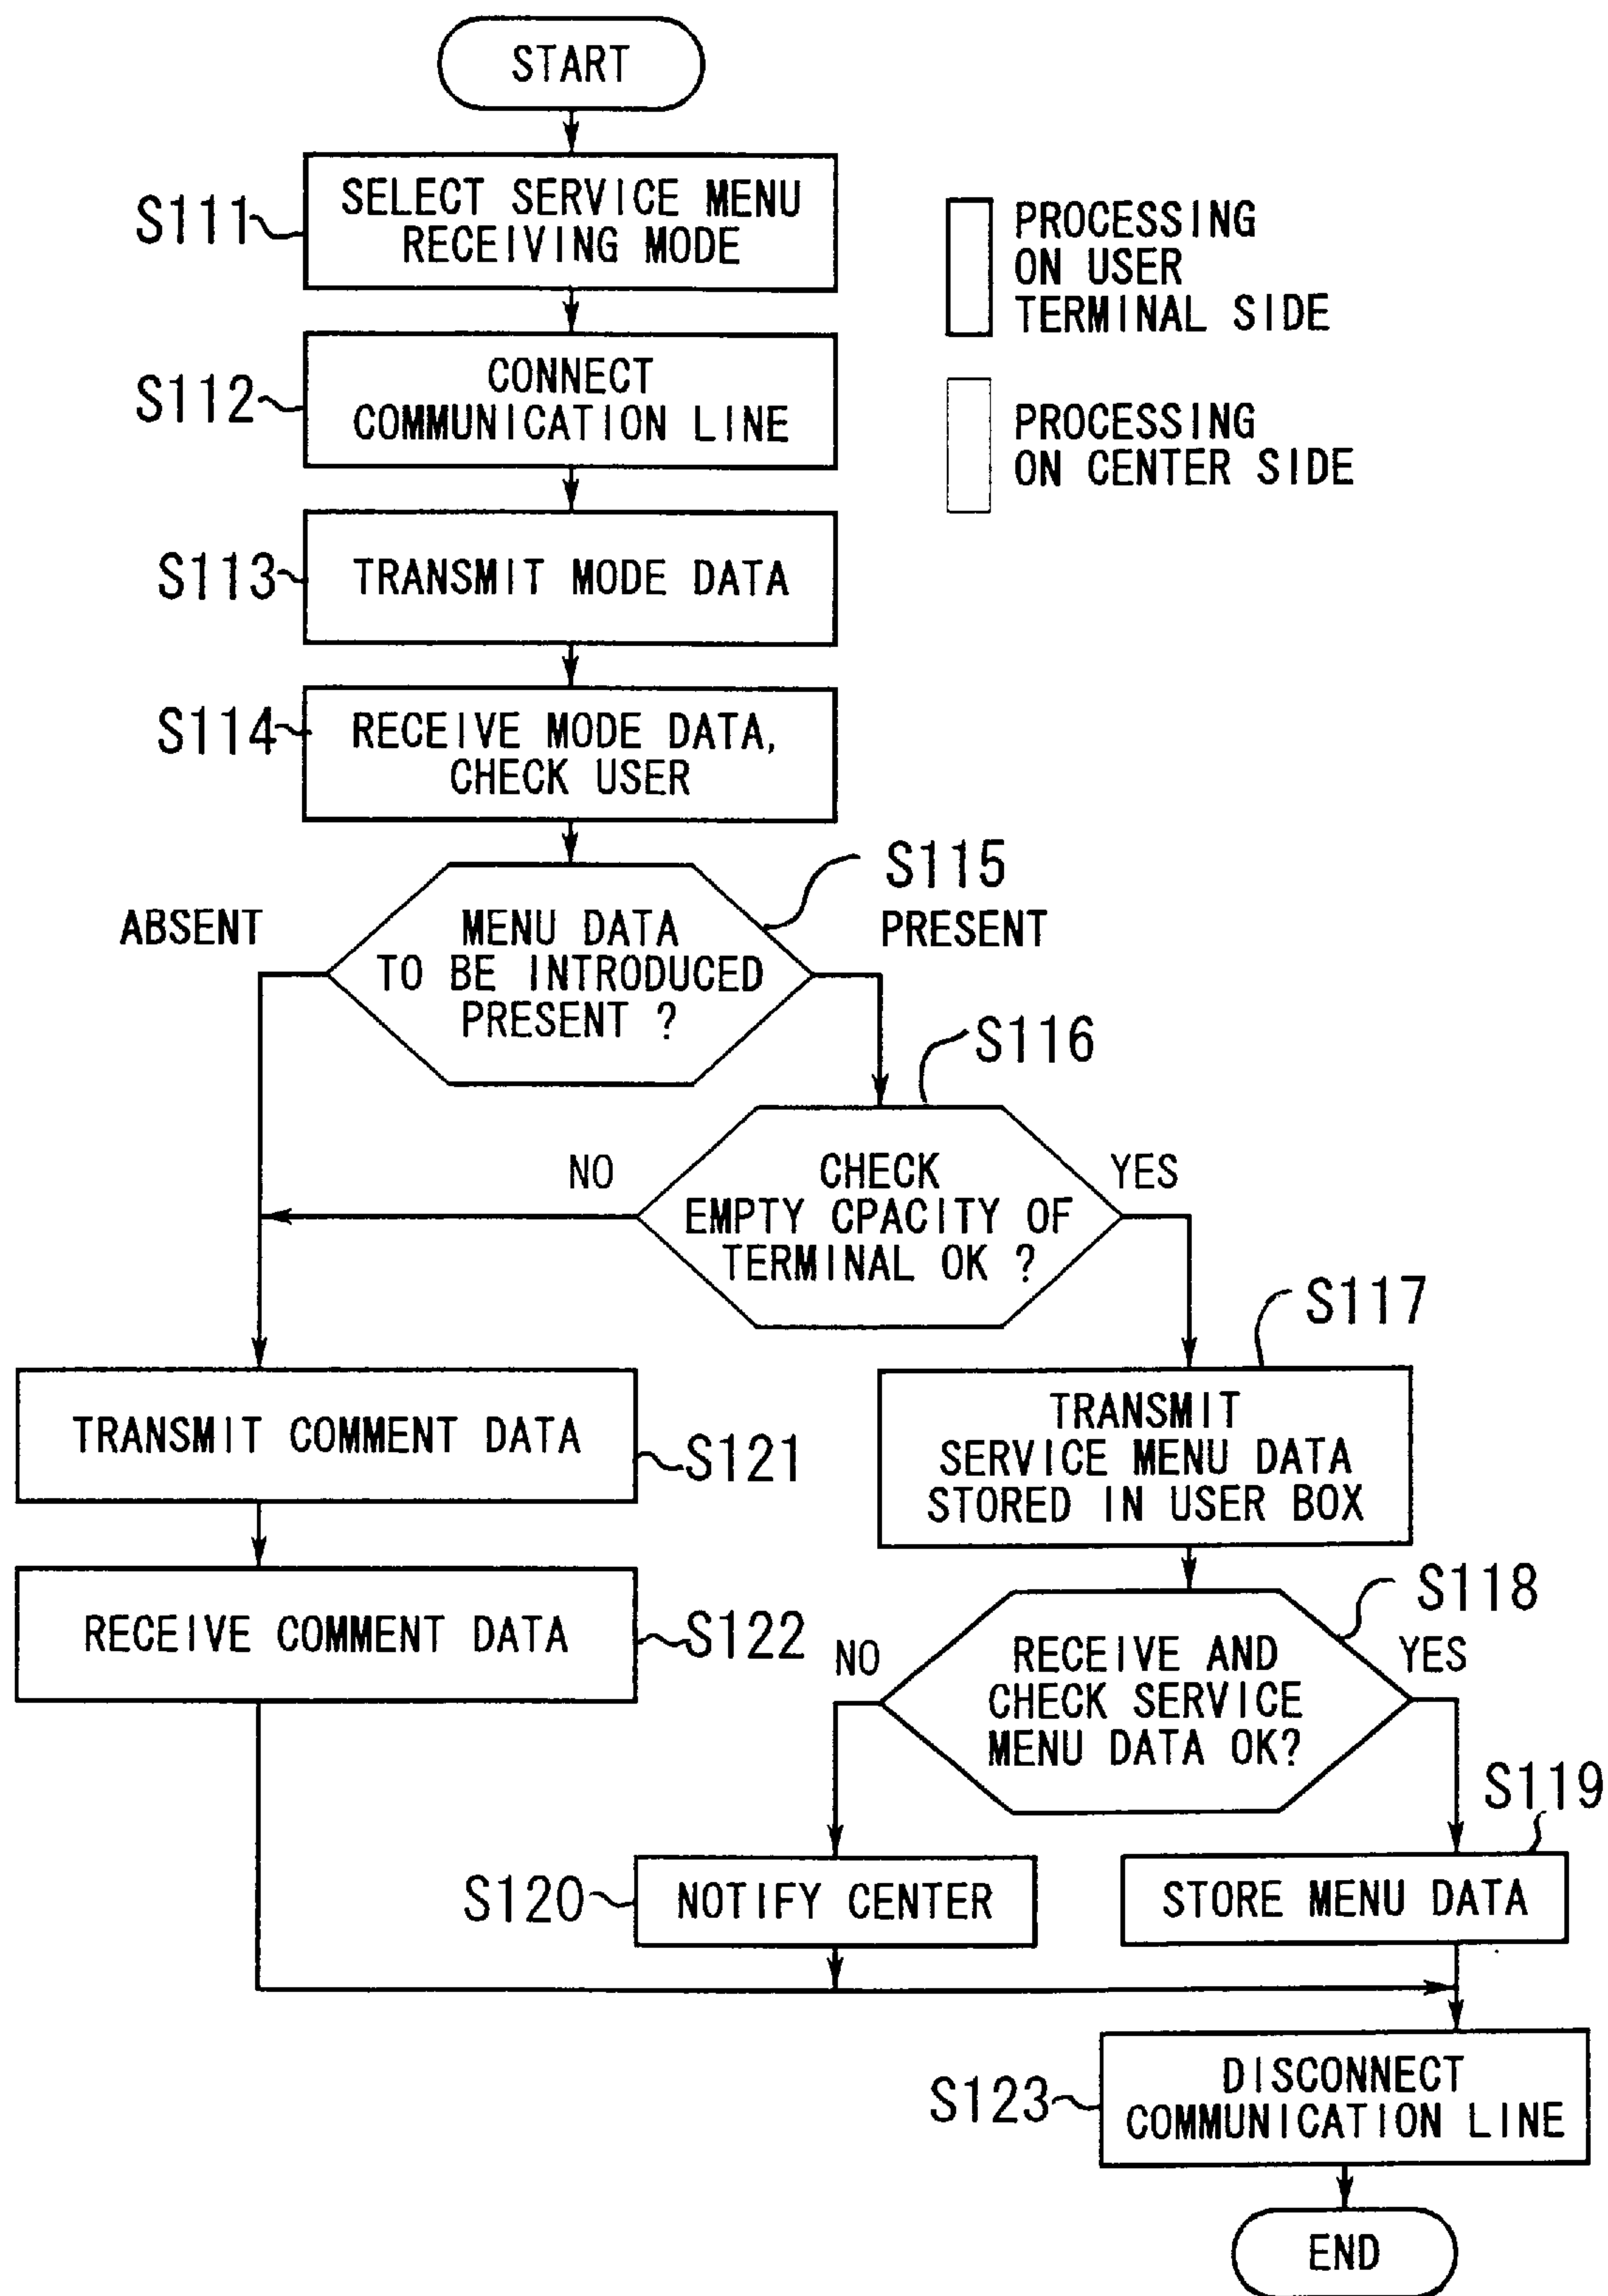 START
S111
SELECT SERVICE MENU
RECEIVING MODE
PROCESSING
ON USER
TERMINAL SIDE
S112
CONNECT
COMMUNICATION LINE
PROCESSING
ON CENTER SIDE
S113
TRANSMIT MODE DATA
S114
RECEIVE MODE DATA,
CHECK USER
S115
ABSENT
PRESENT
MENU DATA
TO BE INTRODUCED
PRESENT ?
S116
NO
YES
CHECK
EMPTY CPACITY OF
TERMINAL OK ?
S117
TRANSMIT
SERVICE MENU DATA
STORED IN USER BOX
TRANSMIT COMMENT DATA
S121
RECEIVE COMMENT DATA
S122
S118
NO
YES
RECEIVE AND
CHECK SERVICE
MENU DATA OK?
S119
S120
NOTIFY CENTER
STORE MENU DATA
S123
DISCONNECT
COMMUNICATION LINE
END